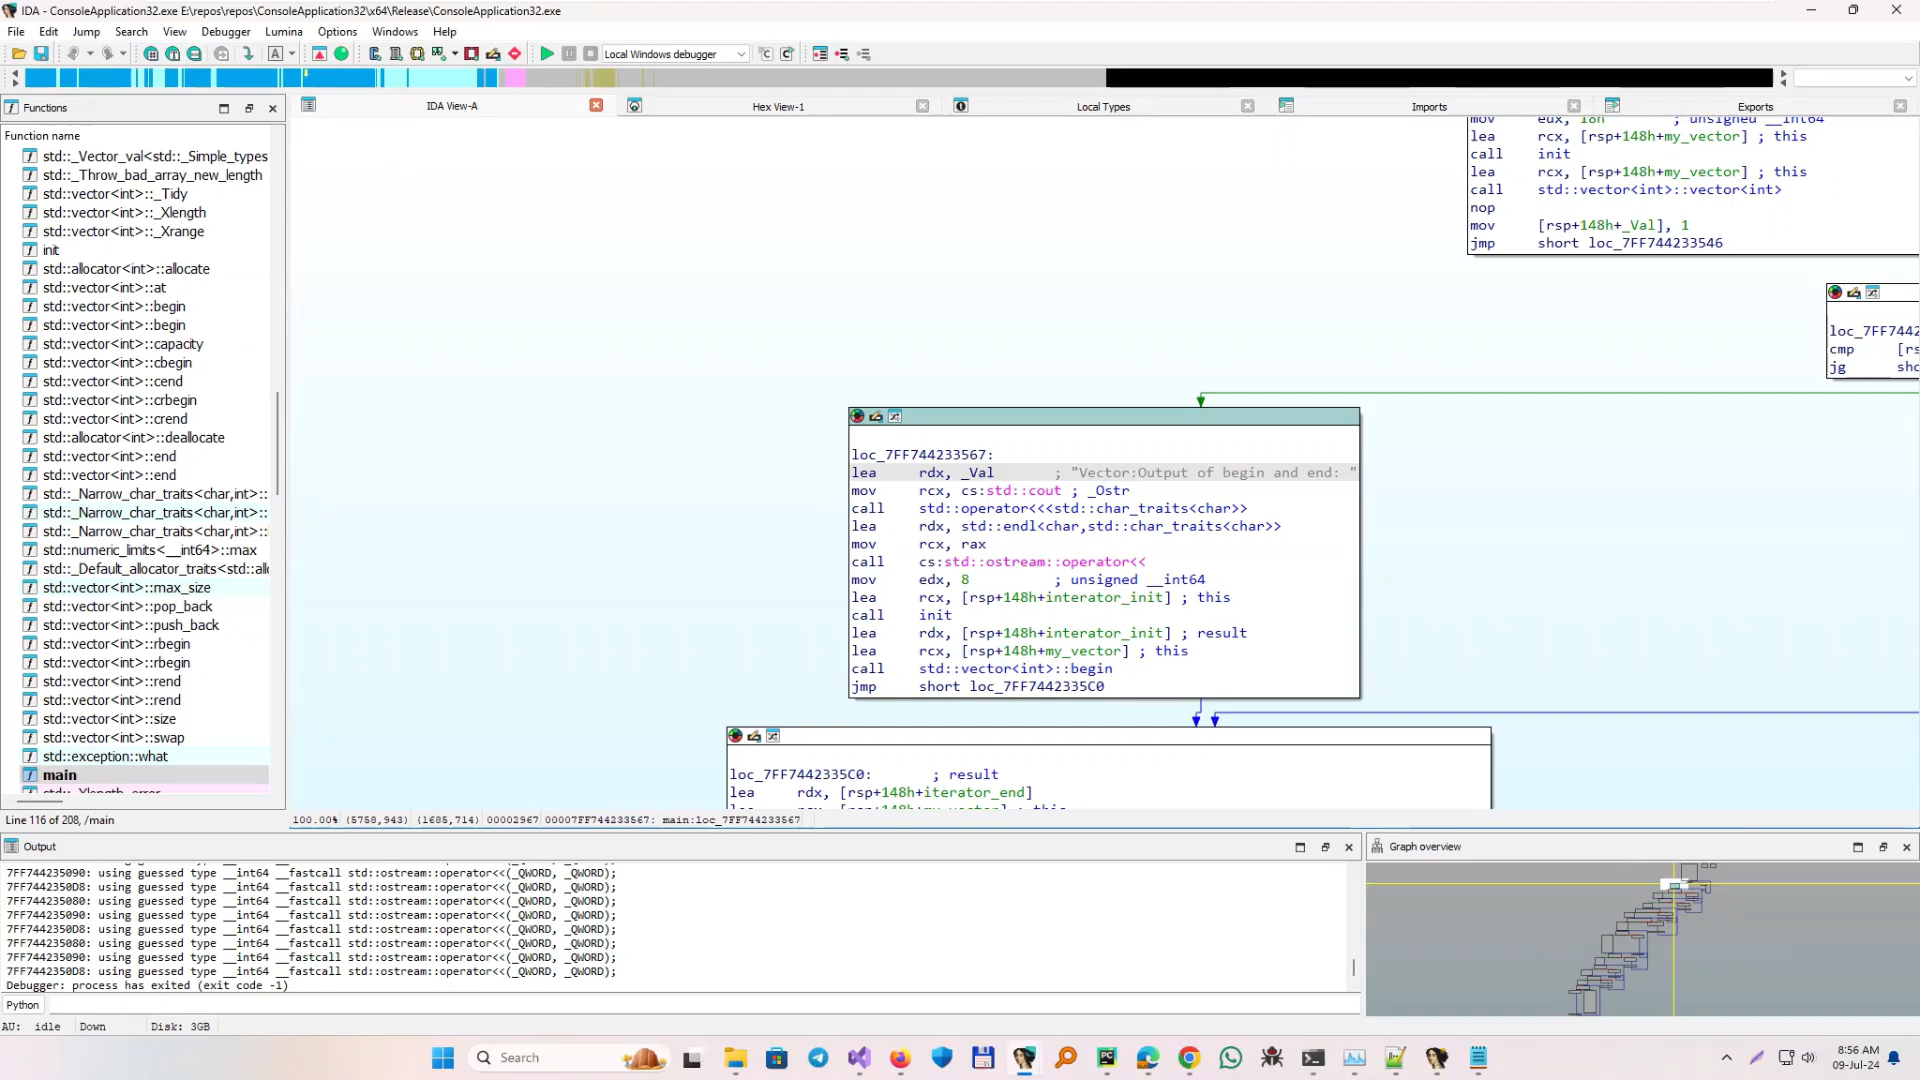 IDA - ConsoleApplication32.exe E:\repos\repos\ConsoleApplication32\x64\Release\ConsoleApplication32.exe
File Edit Jump Search View Debugger Lumina Options Windows Help
Local Windows debugger
Functions
IDA View-A
Hex View-1
Local Types
Imports
Exports
Function name
std::_Vector_val<std::_Simple_types
std::_Throw_bad_array_new_length
std::vector<int>::_Tidy
std::vector<int>::_Xlength
std::vector<int>::_Xrange
init
std::allocator<int>::allocate
std::vector<int>::at
std::vector<int>::begin
std::vector<int>::begin
std::vector<int>::capacity
std::vector<int>::cbegin
std::vector<int>::cend
std::vector<int>::crbegin
std::vector<int>::crend
std::allocator<int>::deallocate
std::vector<int>::end
std::vector<int>::end
std::_Narrow_char_traits<char,int>::
std::_Narrow_char_traits<char,int>::
std::_Narrow_char_traits<char,int>::
std::numeric_limits<__int64>::max
std::_Default_allocator_traits<std::all
std::vector<int>::max_size
std::vector<int>::pop_back
std::vector<int>::push_back
std::vector<int>::rbegin
std::vector<int>::rbegin
std::vector<int>::rend
std::vector<int>::rend
std::vector<int>::size
std::vector<int>::swap
std::exception::what
main
std::_Xlength_error
Line 116 of 208, /main
mov edx, 18h ; unsigned __int64
lea rcx, [rsp+148h+my_vector] ; this
call init
lea rcx, [rsp+148h+my_vector] ; this
call std::vector<int>::vector<int>
nop
mov [rsp+148h+_Val], 1
jmp short loc_7FF744233546
loc_7FF7442
cmp [rs
jg sho
loc_7FF744233567:
lea rdx, _Val ; "Vector:Output of begin and end: "
mov rcx, cs:std::cout ; _Ostr
call std::operator<<<std::char_traits<char>>
lea rdx, std::endl<char,std::char_traits<char>>
mov rcx, rax
call cs:std::ostream::operator<<
mov edx, 8 ; unsigned __int64
lea rcx, [rsp+148h+interator_init] ; this
call init
lea rdx, [rsp+148h+interator_init] ; result
lea rcx, [rsp+148h+my_vector] ; this
call std::vector<int>::begin
jmp short loc_7FF7442335C0
loc_7FF7442335C0: ; result
lea rdx, [rsp+148h+iterator_end]
lea rcx, [rsp+148h+my_vector] ; this
100.00% (5758,943) (1685,714) 00002967 00007FF744233567: main:loc_7FF744233567
Output
7FF744235090: using guessed type __int64 __fastcall std::ostream::operator<<(_QWORD, _QWORD);
7FF7442350D8: using guessed type __int64 __fastcall std::ostream::operator<<(_QWORD, _QWORD);
7FF744235080: using guessed type __int64 __fastcall std::ostream::operator<<(_QWORD, _QWORD);
7FF744235090: using guessed type __int64 __fastcall std::ostream::operator<<(_QWORD, _QWORD);
7FF7442350D8: using guessed type __int64 __fastcall std::ostream::operator<<(_QWORD, _QWORD);
7FF744235080: using guessed type __int64 __fastcall std::ostream::operator<<(_QWORD, _QWORD);
7FF744235090: using guessed type __int64 __fastcall std::ostream::operator<<(_QWORD, _QWORD);
7FF7442350D8: using guessed type __int64 __fastcall std::ostream::operator<<(_QWORD, _QWORD);
Debugger: process has exited (exit code -1)
Python
AU: idle Down Disk: 3GB
Graph overview
Search
8:56 AM
09-Jul-24